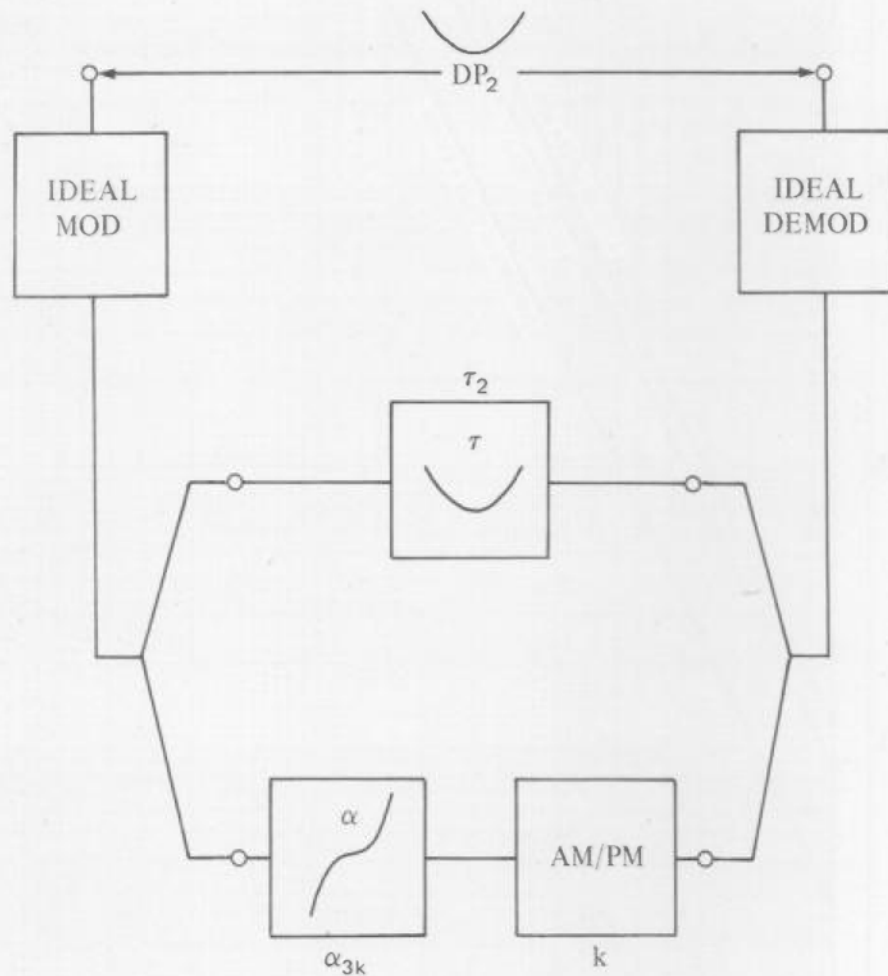 DP₂
IDEAL
MOD
IDEAL
DEMOD
τ₂
τ
α
AM/PM
α₃ₖ
k